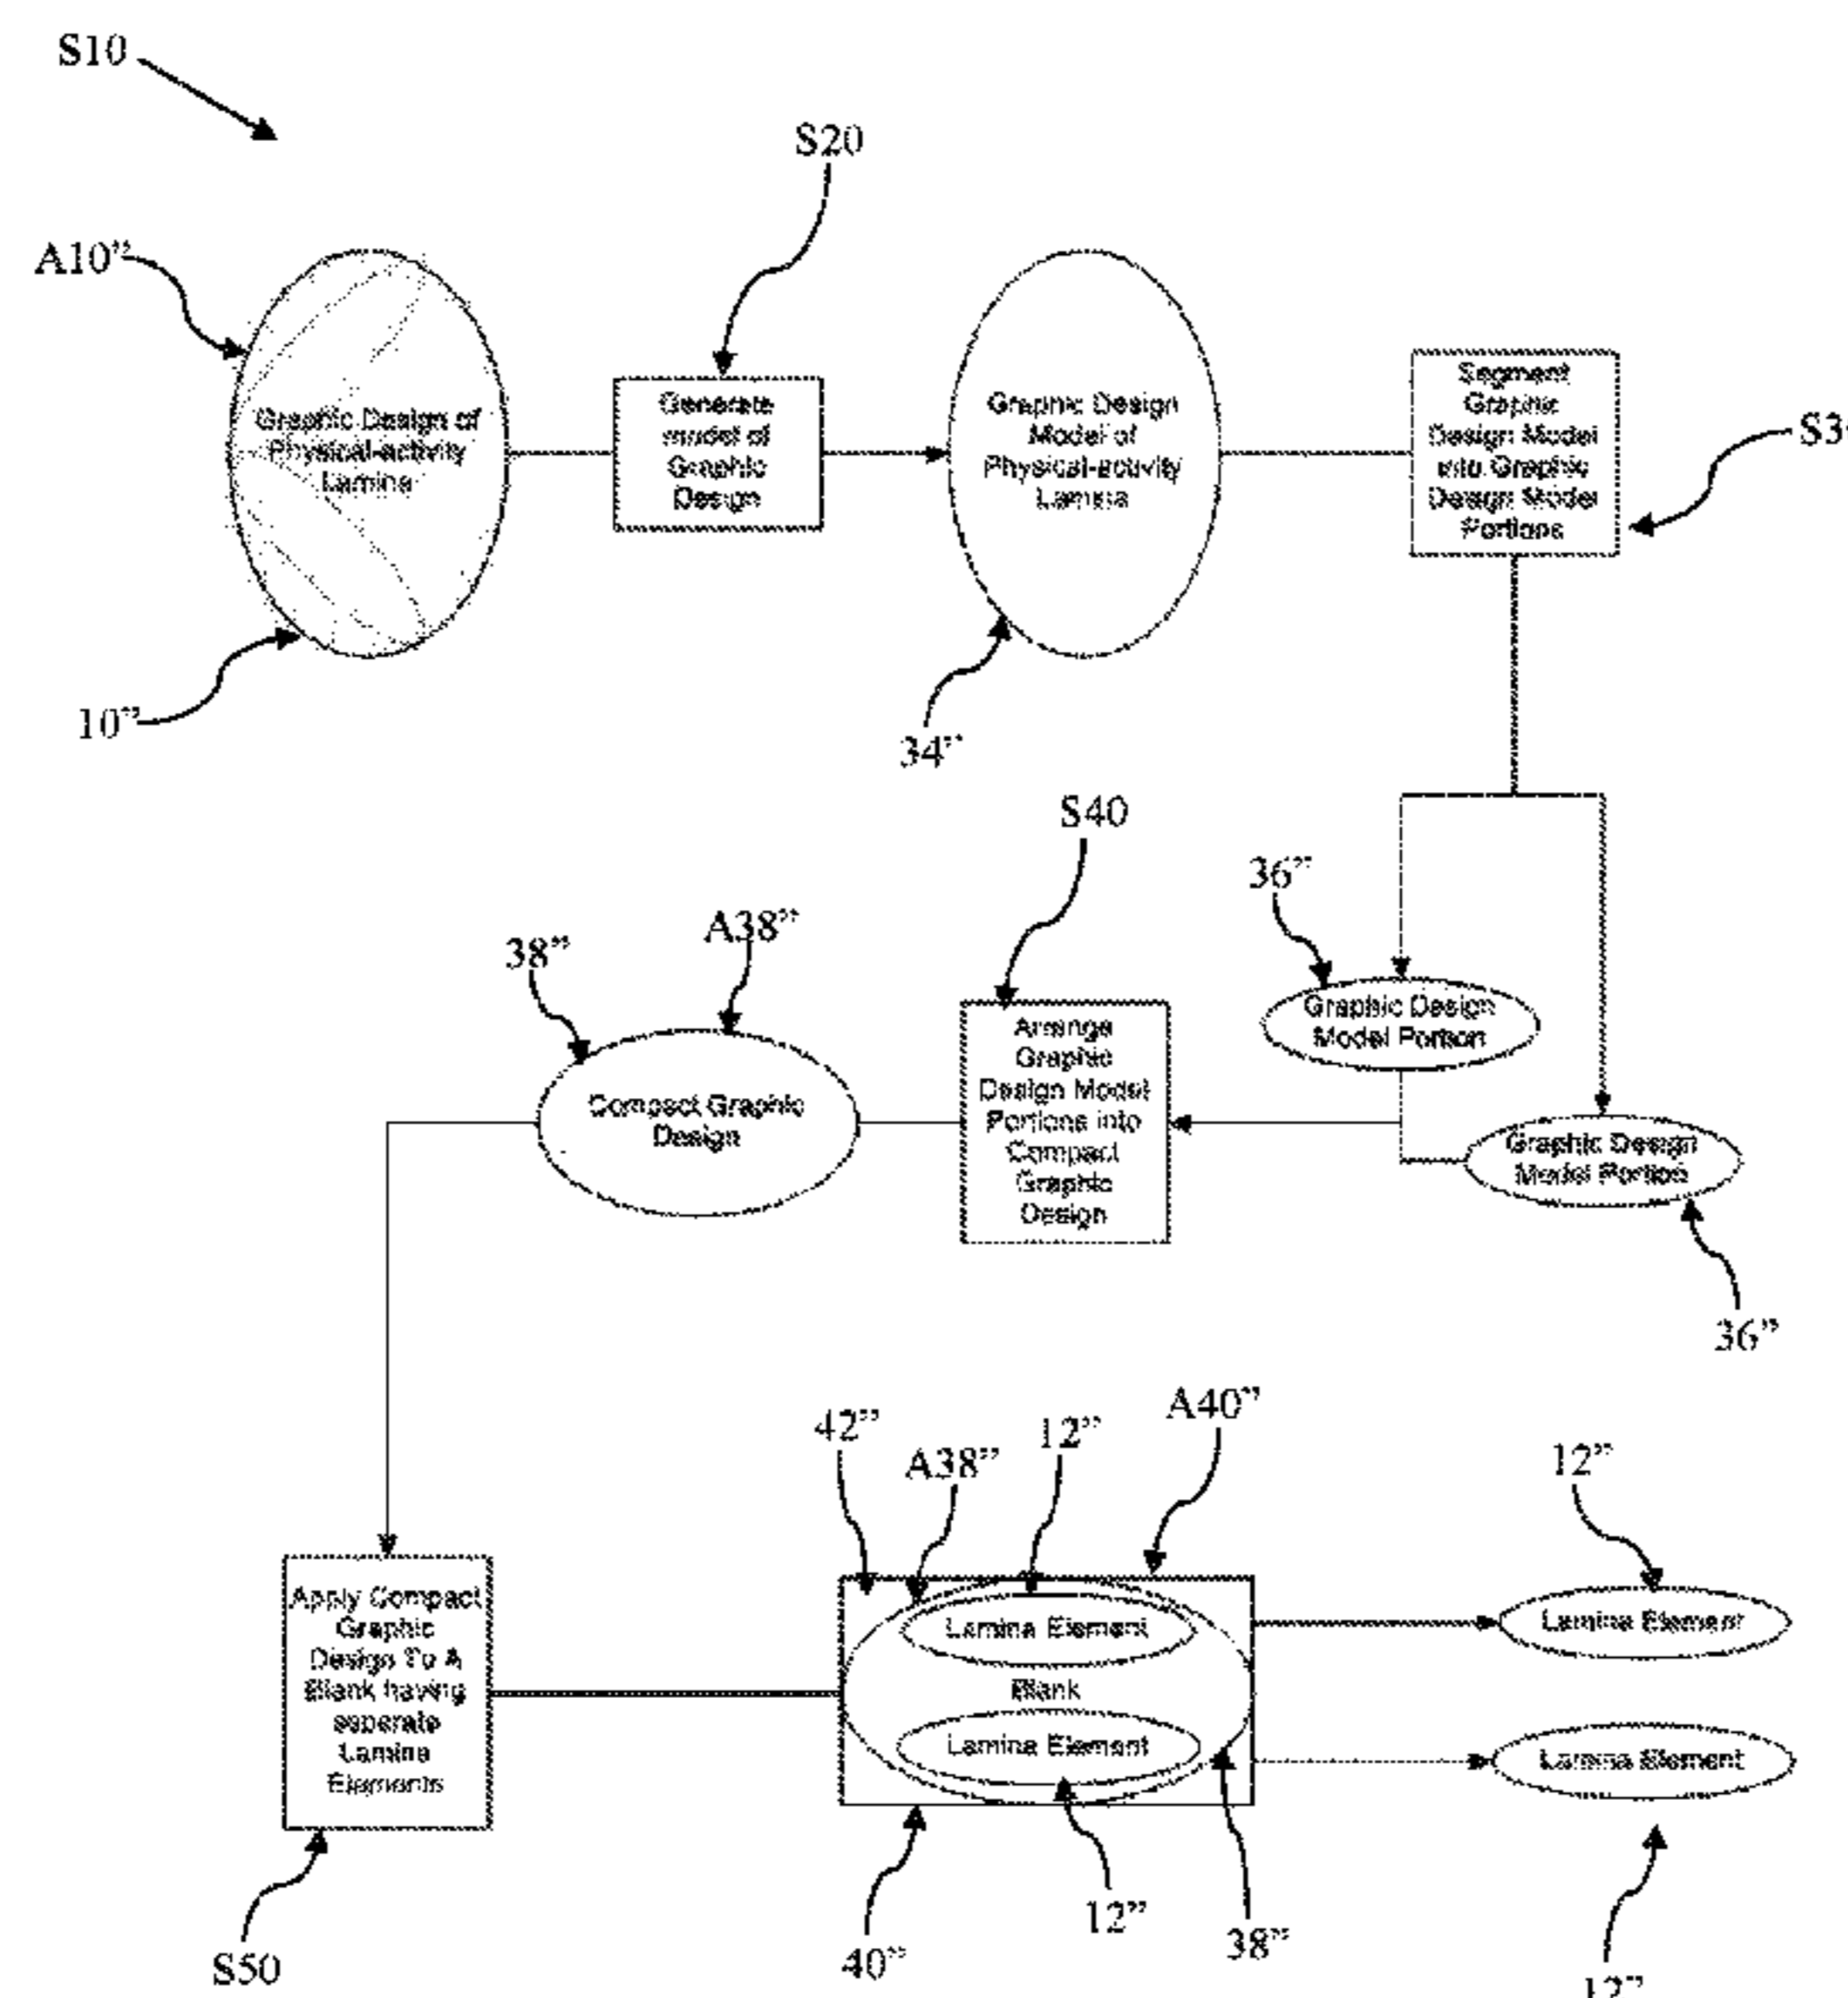 S10
S20
A10”
Graphic Design of
Physical-activity
Lamina
Generate
model of
Graphic
Design
Graphic Design
Model of
Physical-activity
Lamina
Segment
Graphic
Design Model
into Graphic
Design Model
Portions
S3
10”
34”
S40
36”
38”
A38”
Graphic Design
Model Portion
Arrange
Graphic
Design Model
Portions into
Compact
Graphic
Design
Compact Graphic
Design
Graphic Design
Model Portion
36”
42”
A38”
12”
A40”
12”
Apply Compact
Graphic
Design To A
Blank having
seperate
Lamina
Elements
Lamina Element
Blank
Lamina Element
Lamina Element
Lamina Element
S50
40”
12”
38”
12”